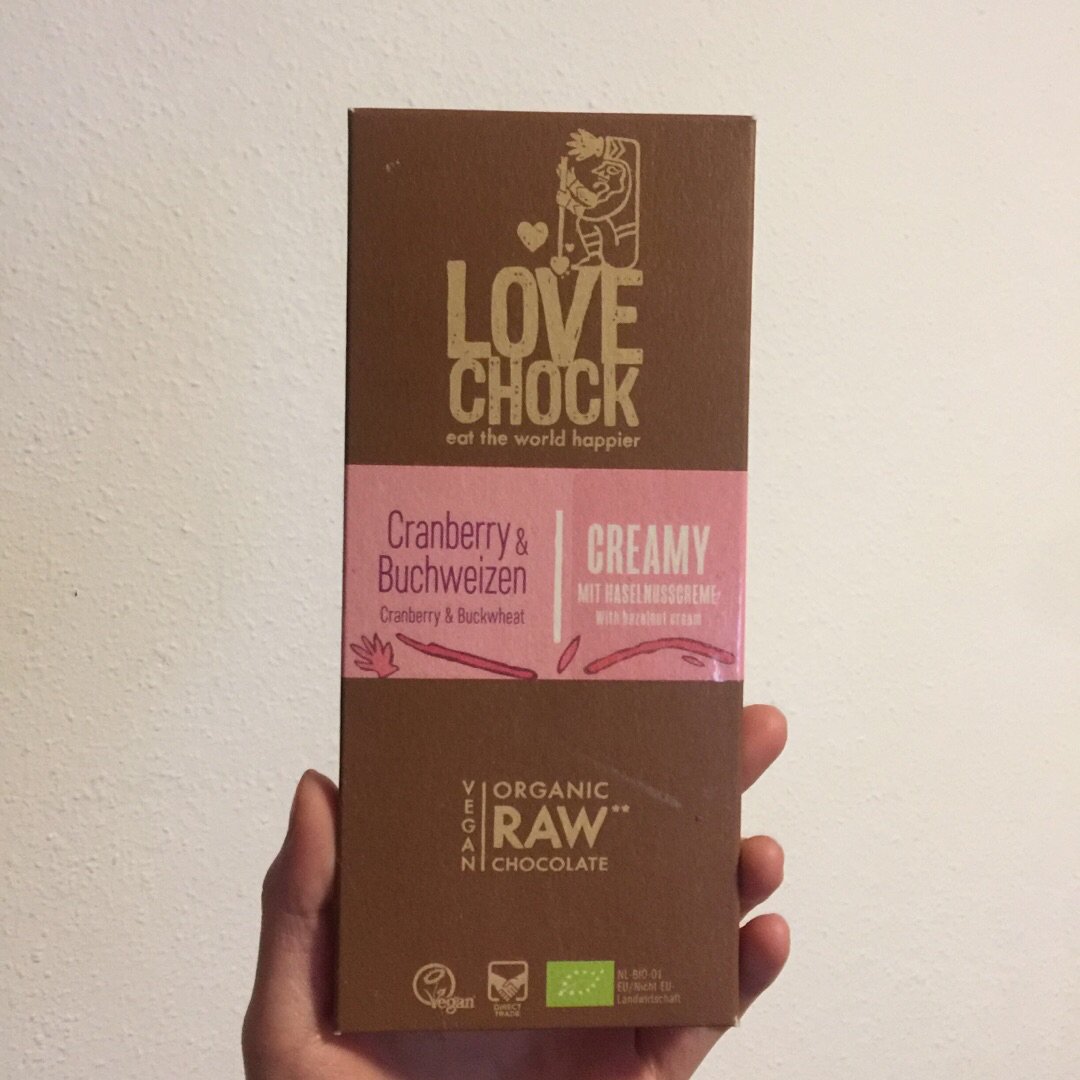 LOVE
CHOCK
eat the world happier
Cranberry &
Buchweizen
Cranberry & Buckwheat
CREAMY
MIT HASELNUSSCREME
With hazelnut cream
VEGAN
ORGANIC
RAW**
CHOCOLATE
Vegan
DIRECT
TRADE
NL-BIO-01
EU/Nicht EU
Landwirtschaft